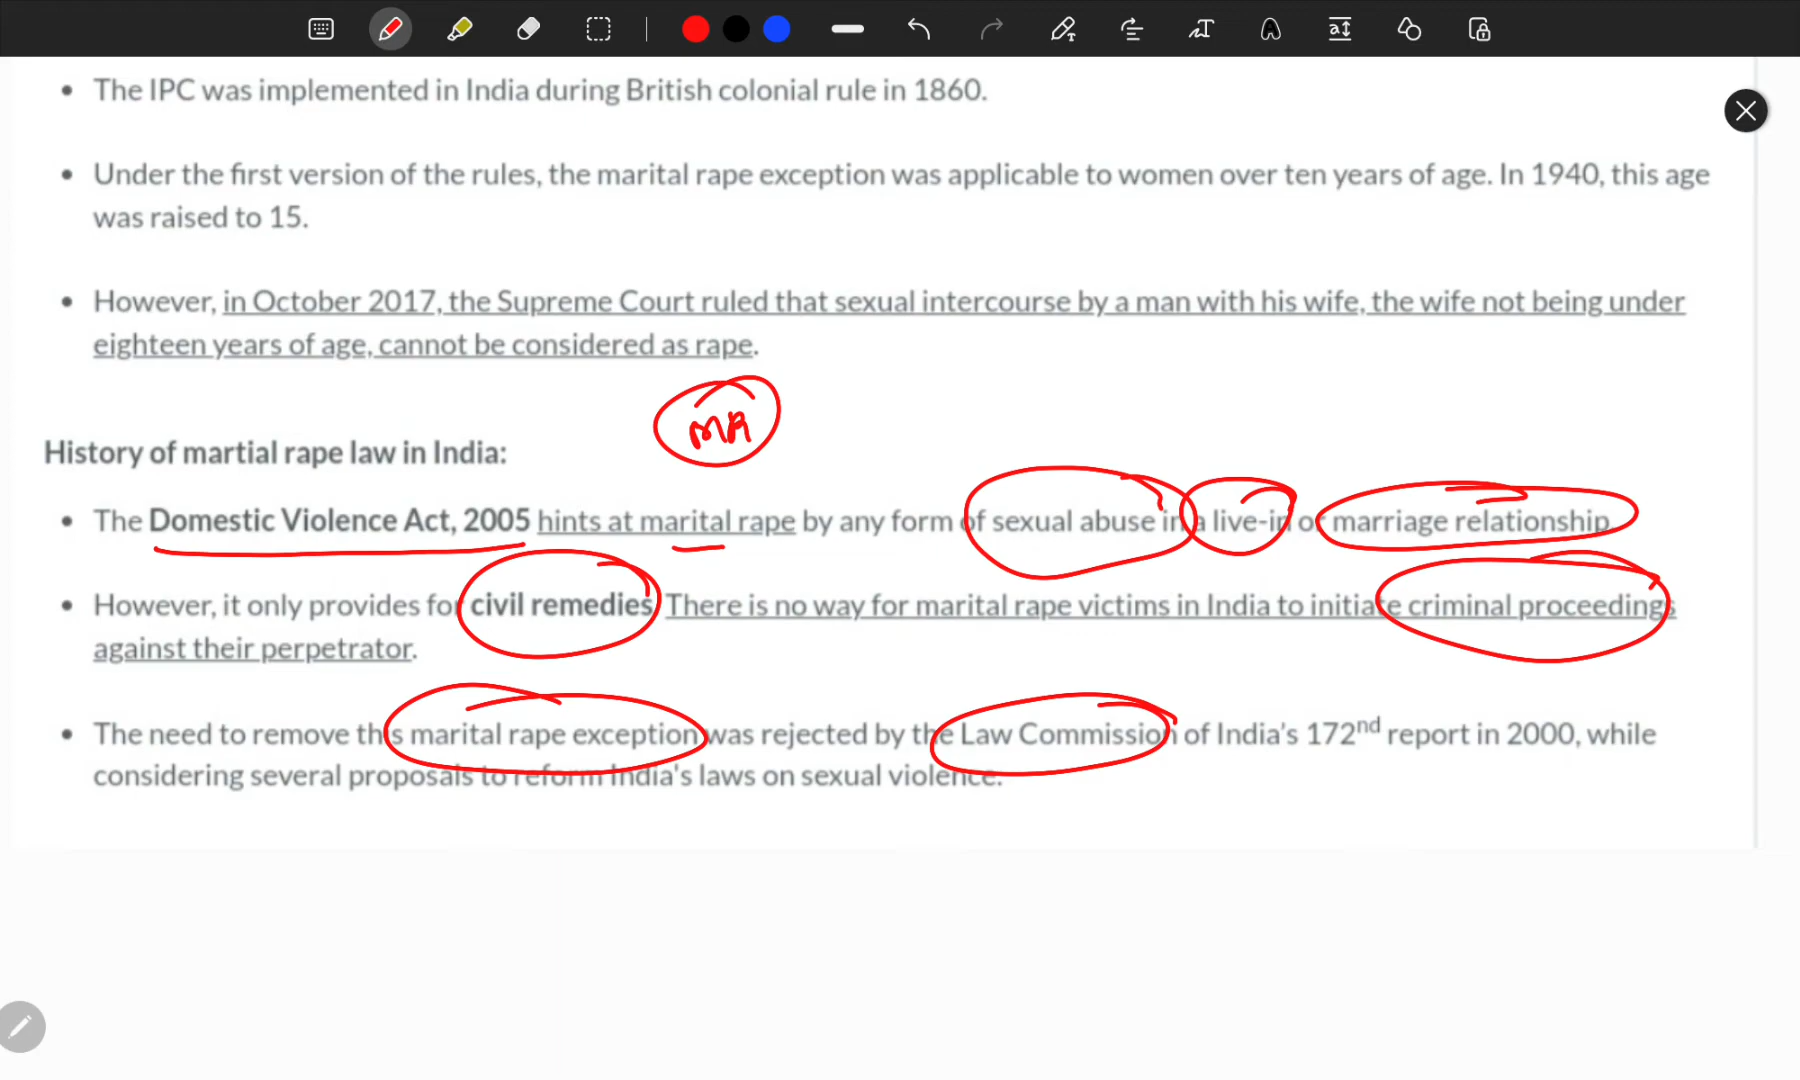 The IPC was implemented in India during British colonial rule in 1860.
Under the first version of the rules, the marital rape exception was applicable to women over ten years of age. In 1940, this age
was raised to 15.
However, in October 2017, the Supreme Court ruled that sexual intercourse by a man with his wife, the wife not being under
eighteen years of age, cannot be considered as rape.
MR
History of martial rape law in India:
The Domestic Violence Act, 2005 hints at marital rape by any form of sexual abuse in a live-in or marriage relationship.
However, it only provides for civil remedies. There is no way for marital rape victims in India to initiate criminal proceedings
against their perpetrator.
The need to remove this marital rape exception was rejected by the Law Commission of India's 172nd report in 2000, while
considering several proposals to reform India's laws on sexual violence.